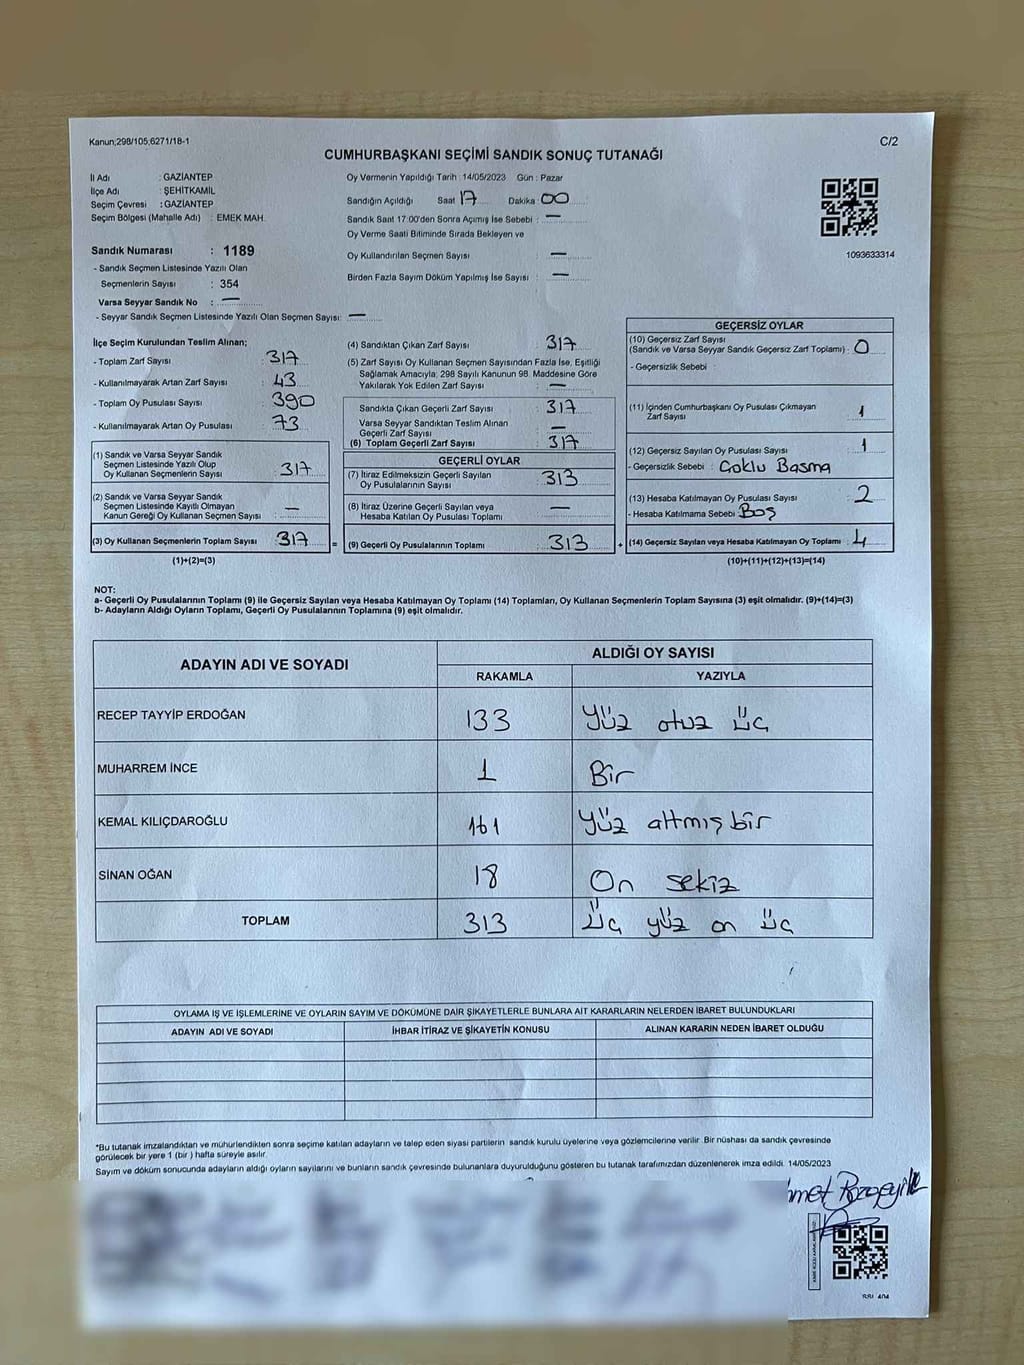 Kanun;298/105,6271/18-1
C/2
CUMHURBAŞKANI SEÇİMİ SANDIK SONUÇ TUTANAĞI
İl Adı : GAZİANTEP
İlçe Adı : ŞEHİTKAMİL
Seçim Çevresi : GAZİANTEP
Seçim Bölgesi (Mahalle Adı) : EMEK MAH.
Sandık Numarası : 1189
- Sandık Seçmen Listesinde Yazılı Olan
Seçmenlerin Sayısı : 354
Varsa Seyyar Sandık No : —
- Seyyar Sandık Seçmen Listesinde Yazılı Olan Seçmen Sayısı: —
Oy Vermenin Yapıldığı Tarih : 14/05/2023 Gün : Pazar
Sandığın Açıldığı Saat 17 Dakika 00
Sandık Saat 17:00'den Sonra Açımış İse Sebebi : —
Oy Verme Saati Bitiminde Sırada Bekleyen ve
Oy Kullandırılan Seçmen Sayısı —
Birden Fazla Sayım Döküm Yapılmış İse Sayısı : —
1093633314
İlçe Seçim Kurulundan Teslim Alınan;
- Toplam Zarf Sayısı : 317
- Kullanılmayarak Artan Zarf Sayısı : 43
- Toplam Oy Pusulası Sayısı : 390
- Kullanılmayarak Artan Oy Pusulası : 73
(1) Sandık ve Varsa Seyyar Sandık
Seçmen Listesinde Yazılı Olup
Oy Kullanan Seçmenlerin Sayısı : 317
(2) Sandık ve Varsa Seyyar Sandık
Seçmen Listesinde Kayıtlı Olmayan
Kanun Gereği Oy Kullanan Seçmen Sayısı : —
(3) Oy Kullanan Seçmenlerin Toplam Sayısı : 317
(1)+(2)=(3)
(4) Sandıktan Çıkan Zarf Sayısı 317
(5) Zarf Sayısı Oy Kullanan Seçmen Sayısından Fazla İse, Eşitliği
Sağlamak Amacıyla; 298 Sayılı Kanunun 98. Maddesine Göre
Yakılarak Yok Edilen Zarf Sayısı —
Sandıkta Çıkan Geçerli Zarf Sayısı 317
Varsa Seyyar Sandıktan Teslim Alınan
Geçerli Zarf Sayısı —
(6) Toplam Geçerli Zarf Sayısı 317
GEÇERLİ OYLAR
(7) İtiraz Edilmeksizin Geçerli Sayılan
Oy Pusulalarının Sayısı 313
(8) İtiraz Üzerine Geçerli Sayılan veya
Hesaba Katılan Oy Pusulası Toplamı —
= (9) Geçerli Oy Pusulalarının Toplamı 313 +
GEÇERSİZ OYLAR
(10) Geçersiz Zarf Sayısı
(Sandık ve Varsa Seyyar Sandık Geçersiz Zarf Toplamı) : 0
- Geçersizlik Sebebi :
(11) İçinden Cumhurbaşkanı Oy Pusulası Çıkmayan
Zarf Sayısı 1
(12) Geçersiz Sayılan Oy Pusulası Sayısı 1
- Geçersizlik Sebebi : Çoklu Basma
(13) Hesaba Katılmayan Oy Pusulası Sayısı 2
- Hesaba Katılmama Sebebi Boş
(14) Geçersiz Sayılan veya Hesaba Katılmayan Oy Toplamı : 4
(10)+(11)+(12)+(13)=(14)
NOT:
a- Geçerli Oy Pusulalarının Toplamı (9) ile Geçersiz Sayılan veya Hesaba Katılmayan Oy Toplamı (14) Toplamları, Oy Kullanan Seçmenlerin Toplam Sayısına (3) eşit olmalıdır. (9)+(14)=(3)
b- Adayların Aldığı Oyların Toplamı, Geçerli Oy Pusulalarının Toplamına (9) eşit olmalıdır.
ADAYIN ADI VE SOYADI
ALDIĞI OY SAYISI
RAKAMLA YAZIYLA
RECEP TAYYİP ERDOĞAN 133 Yüz otuz üç
MUHARREM İNCE 1 Bir
KEMAL KILIÇDAROĞLU 161 Yüz altmış bir
SİNAN OĞAN 18 On sekiz
TOPLAM 313 Üç yüz on üç
OYLAMA İŞ VE İŞLEMLERİNE VE OYLARIN SAYIM VE DÖKÜMÜNE DAİR ŞİKAYETLERLE BUNLARA AİT KARARLARIN NELERDEN İBARET BULUNDUKLARI
ADAYIN ADI VE SOYADI İHBAR İTİRAZ VE ŞİKAYETİN KONUSU ALINAN KARARIN NEDEN İBARET OLDUĞU
*Bu tutanak imzalandıktan ve mühürlendikten sonra seçime katılan adayların ve talep eden siyasi partilerin sandık kurulu üyelerine veya gözlemcilerine verilir. Bir nüshası da sandık çevresinde
görülecek bir yere 1 (bir ) hafta süreyle asılır.
Sayım ve döküm sonucunda adayların aldığı oyların sayılarını ve bunların sandık çevresinde bulunanlara duyurulduğunu gösteren bu tutanak tarafımızdan düzenlenerek imza edildi. 14/05/2023